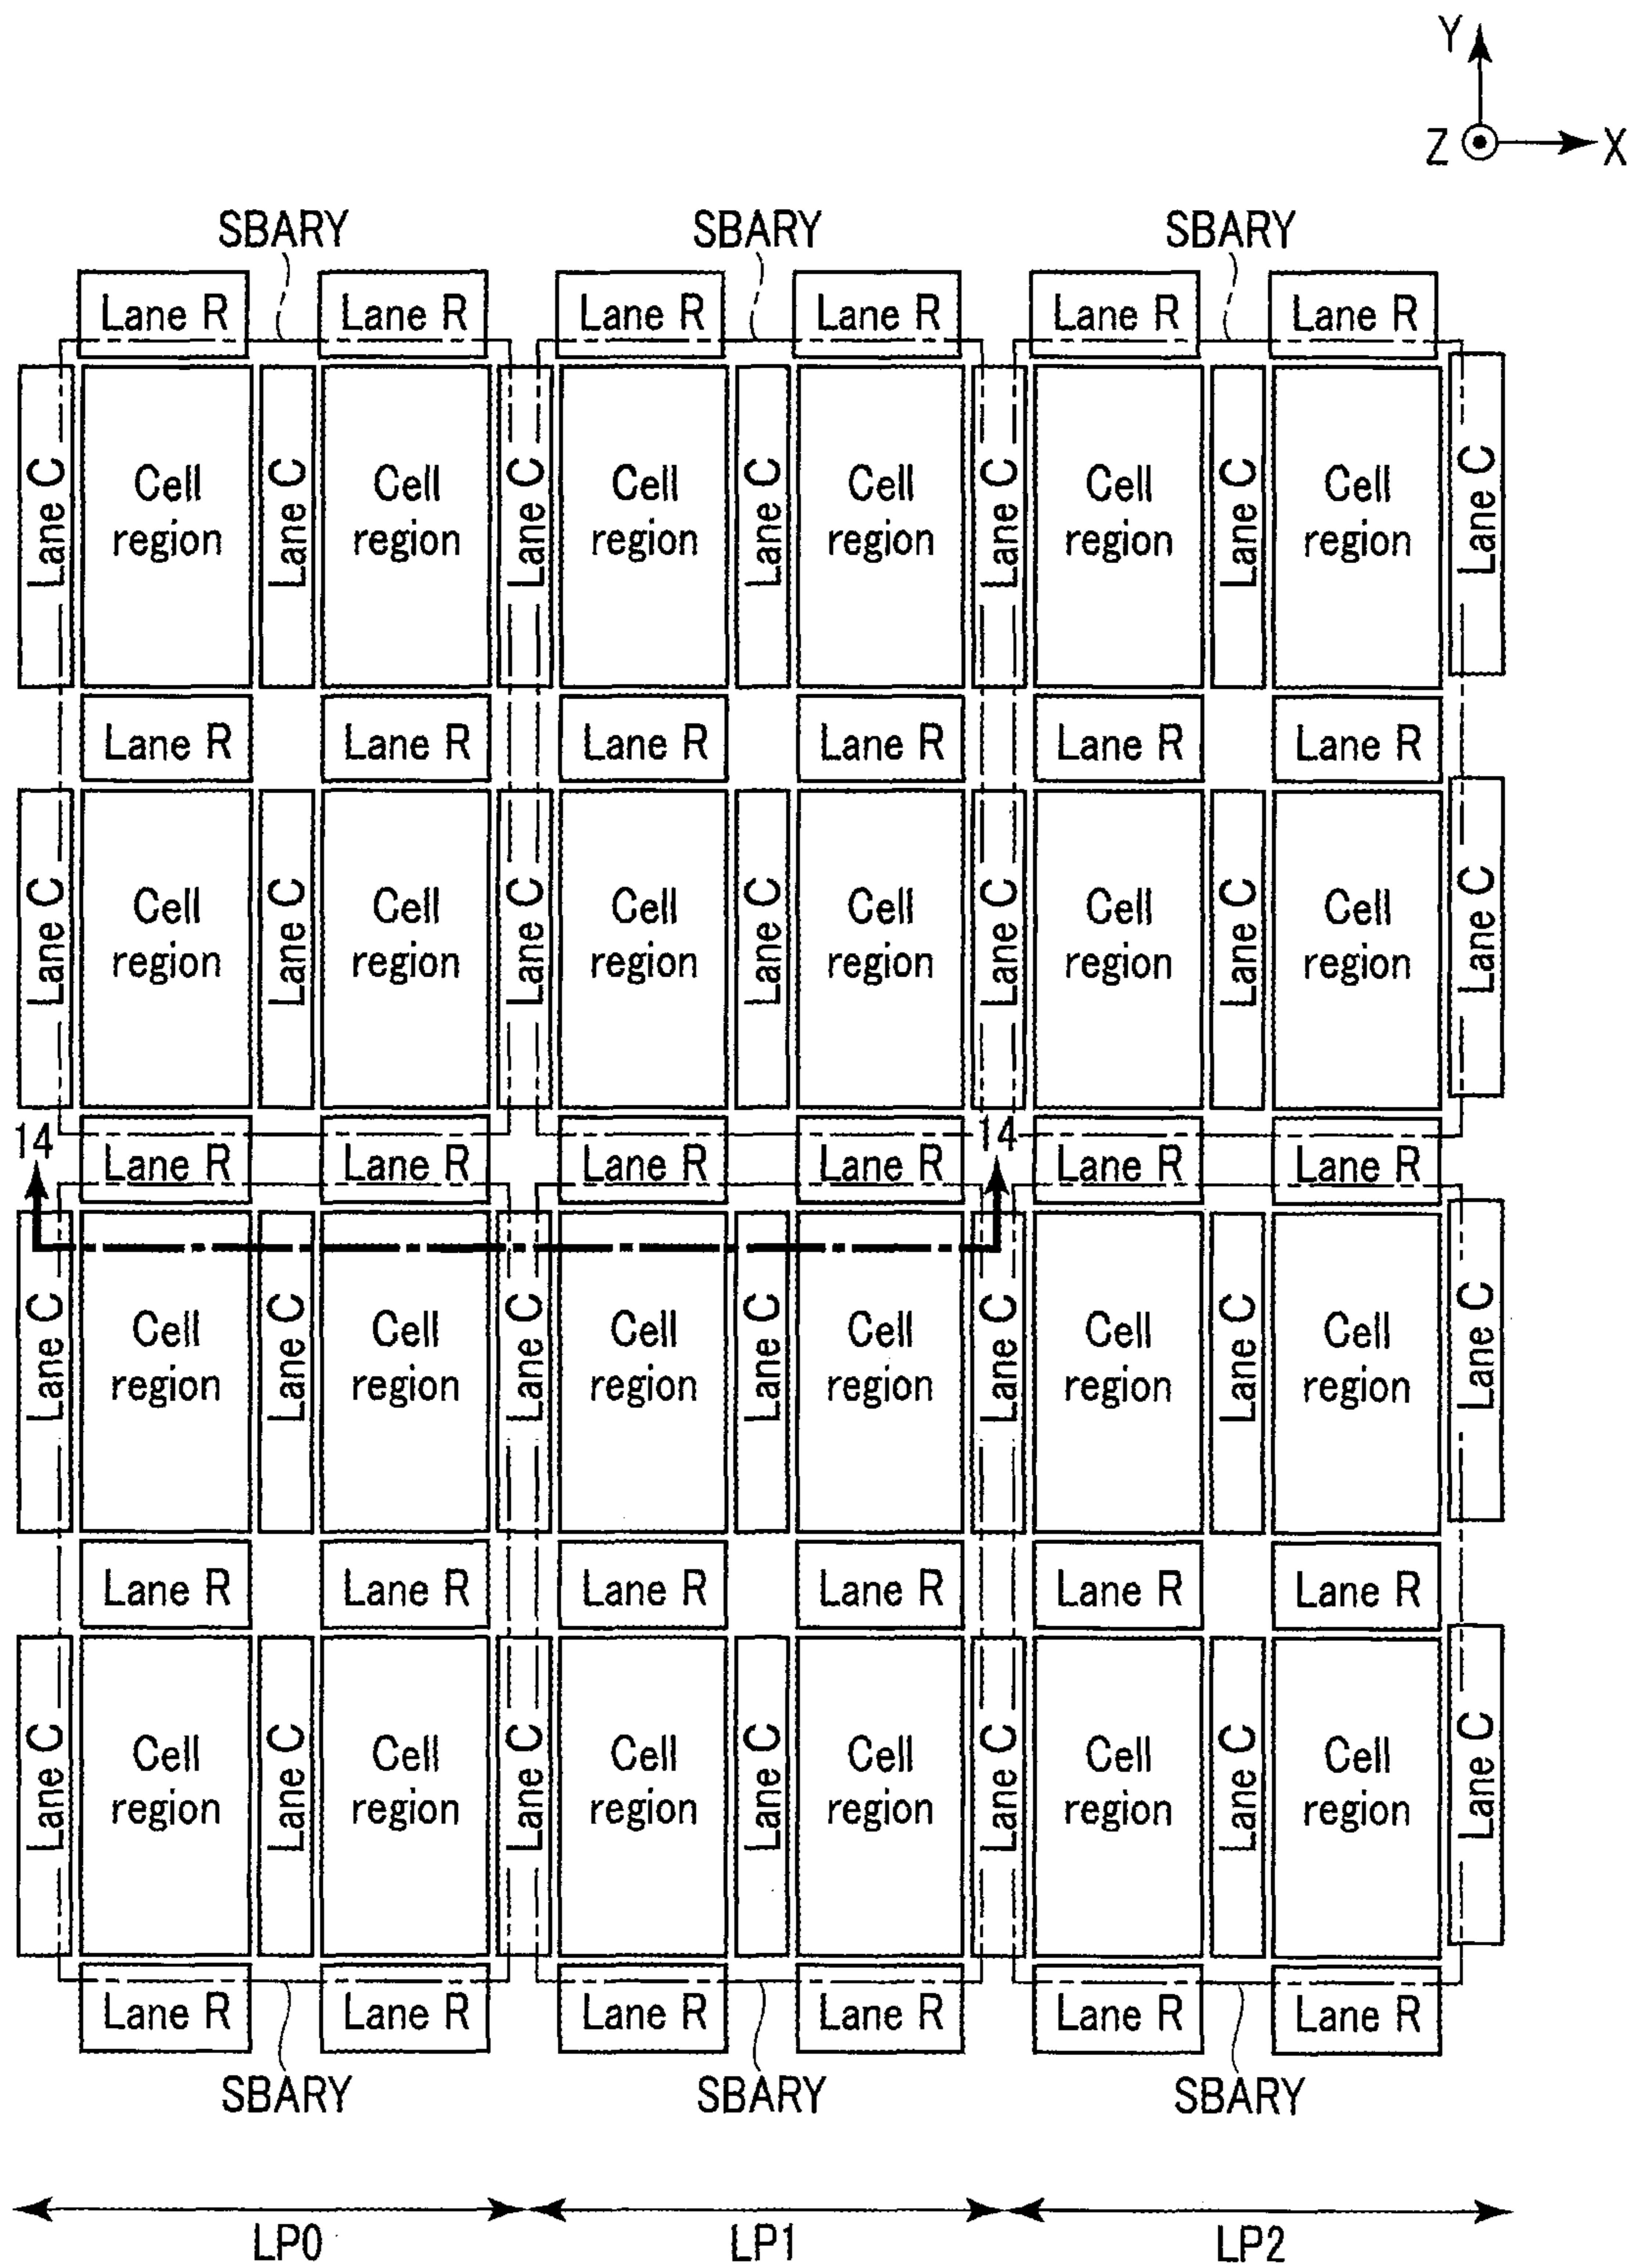 Y
Z X
SBARY SBARY SBARY
Lane R Lane R Lane R Lane R Lane R Lane R
Lane C Cell region Lane C Cell region Lane C Cell region Lane C Cell region Lane C Cell region Lane C Cell region Lane C
Lane R Lane R Lane R Lane R Lane R Lane R
Lane C Cell region Lane C Cell region Lane C Cell region Lane C Cell region Lane C Cell region Lane C Cell region Lane C
14 14
Lane R Lane R Lane R Lane R Lane R Lane R
Lane C Cell region Lane C Cell region Lane C Cell region Lane C Cell region Lane C Cell region Lane C Cell region Lane C
Lane R Lane R Lane R Lane R Lane R Lane R
Lane C Cell region Lane C Cell region Lane C Cell region Lane C Cell region Lane C Cell region Lane C Cell region Lane C
Lane R Lane R Lane R Lane R Lane R Lane R
SBARY SBARY SBARY
LP0 LP1 LP2